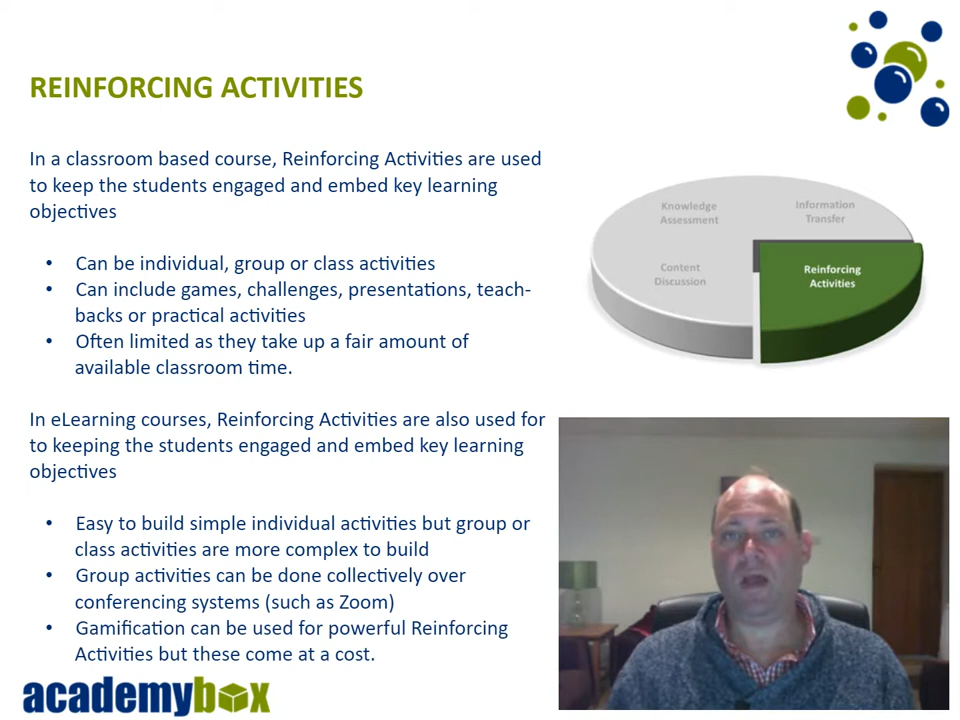 REINFORCING ACTIVITIES
In a classroom based course, Reinforcing Activities are used
to keep the students engaged and embed key learning
objectives
• Can be individual, group or class activities
• Can include games, challenges, presentations, teach-
backs or practical activities
• Often limited as they take up a fair amount of
available classroom time.
In eLearning courses, Reinforcing Activities are also used for
to keeping the students engaged and embed key learning
objectives
• Easy to build simple individual activities but group or
class activities are more complex to build
• Group activities can be done collectively over
conferencing systems (such as Zoom)
• Gamification can be used for powerful Reinforcing
Activities but these come at a cost.
academybox
Knowledge
Assessment
Information
Transfer
Content
Discussion
Reinforcing
Activities